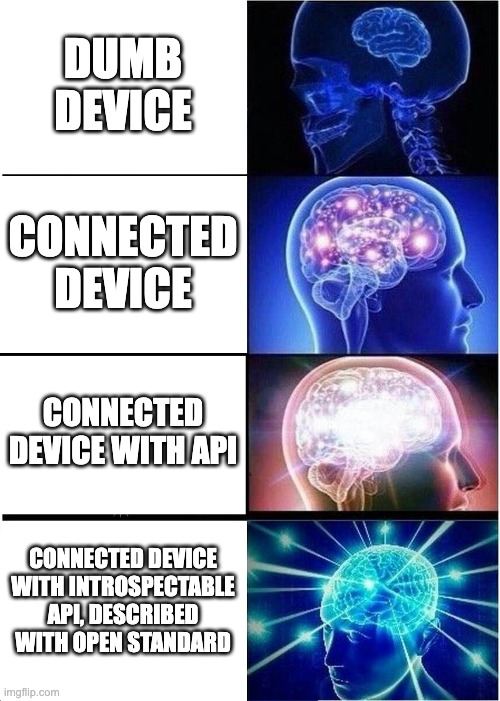 DUMB
DEVICE
CONNECTED
DEVICE
CONNECTED
DEVICE WITH API
CONNECTED DEVICE
WITH INTROSPECTABLE
API, DESCRIBED
WITH OPEN STANDARD
imgflip.com